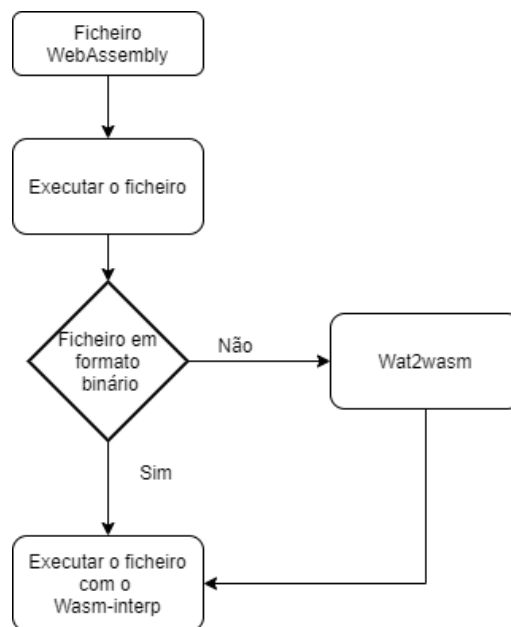 Ficheiro
WebAssembly
Executar o ficheiro
Ficheiro em
formato
binário
Não
Wat2wasm
Sim
Executar o ficheiro
com o
Wasm-interp